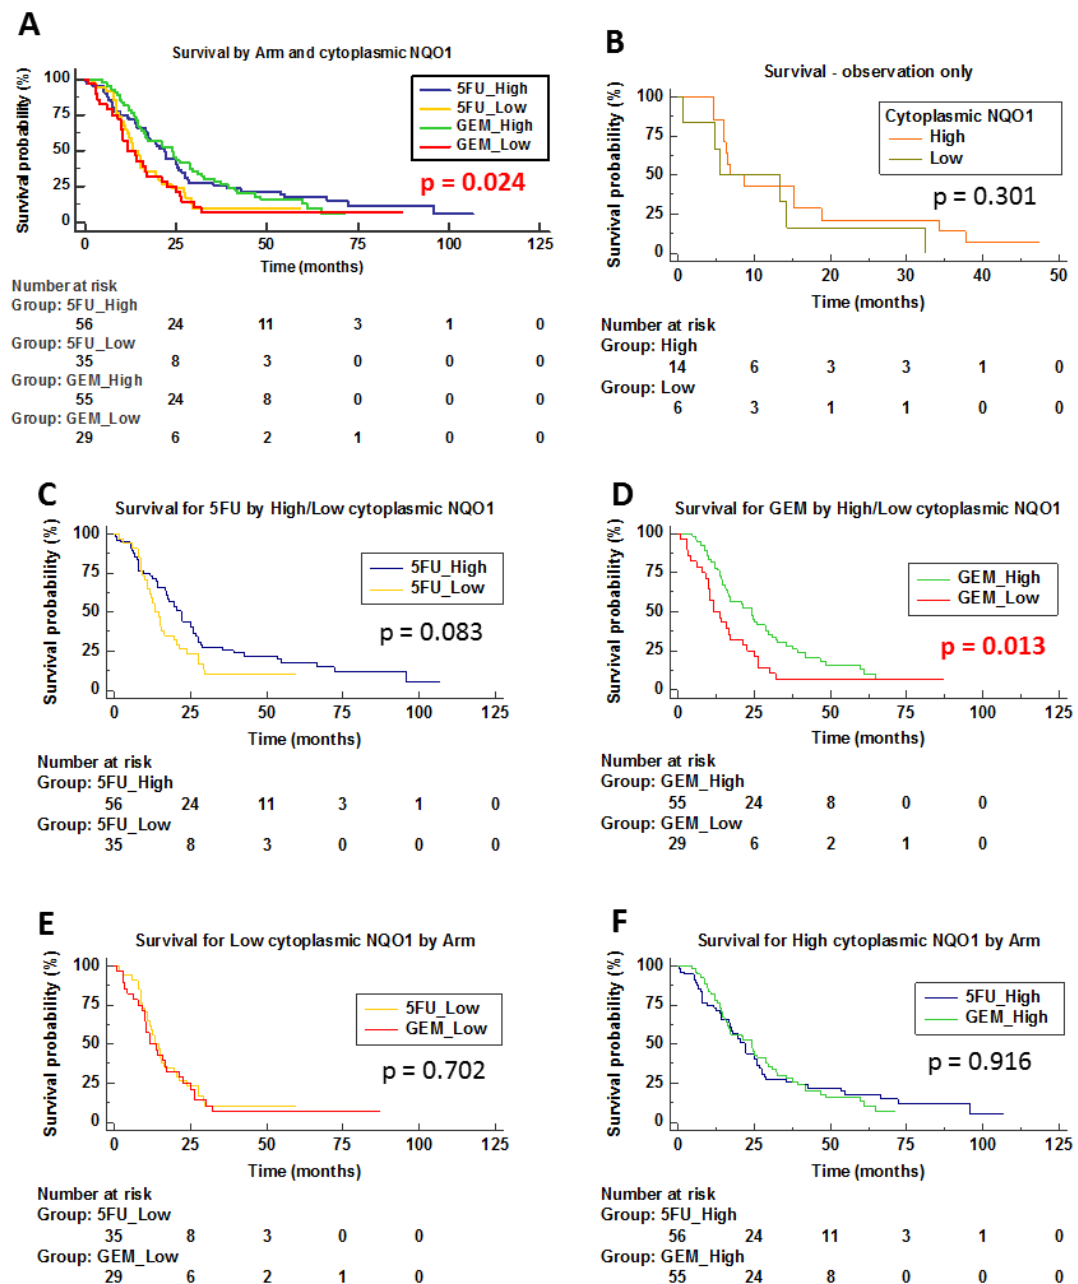 A
Survival by Arm and cytoplasmic NQO1
Survival probability (%)
100
75
50
25
0
5FU_High
5FU_Low
GEM_High
GEM_Low
p = 0.024
0 25 50 75 100 125
Time (months)
Number at risk
Group: 5FU_High
56 24 11 3 1 0
Group: 5FU_Low
35 8 3 0 0 0
Group: GEM_High
55 24 8 0 0 0
Group: GEM_Low
29 6 2 1 0 0
B
Survival - observation only
Survival probability (%)
100
75
50
25
0
Cytoplasmic NQO1
High
Low
p = 0.301
0 10 20 30 40 50
Time (months)
Number at risk
Group: High
14 6 3 3 1 0
Group: Low
6 3 1 1 0 0
C
Survival for 5FU by High/Low cytoplasmic NQO1
Survival probability (%)
100
75
50
25
0
5FU_High
5FU_Low
p = 0.083
0 25 50 75 100 125
Time (months)
Number at risk
Group: 5FU_High
56 24 11 3 1 0
Group: 5FU_Low
35 8 3 0 0 0
D
Survival for GEM by High/Low cytoplasmic NQO1
Survival probability (%)
100
75
50
25
0
GEM_High
GEM_Low
p = 0.013
0 25 50 75 100 125
Time (months)
Number at risk
Group: GEM_High
55 24 8 0 0
Group: GEM_Low
29 6 2 1 0
E
Survival for Low cytoplasmic NQO1 by Arm
Survival probability (%)
100
75
50
25
0
5FU_Low
GEM_Low
p = 0.702
0 25 50 75 100 125
Time (months)
Number at risk
Group: 5FU_Low
35 8 3 0 0
Group: GEM_Low
29 6 2 1 0
F
Survival for High cytoplasmic NQO1 by Arm
Survival probability (%)
100
75
50
25
0
5FU_High
GEM_High
p = 0.916
0 25 50 75 100 125
Time (months)
Number at risk
Group: 5FU_High
56 24 11 3 1 0
Group: GEM_High
55 24 8 0 0 0